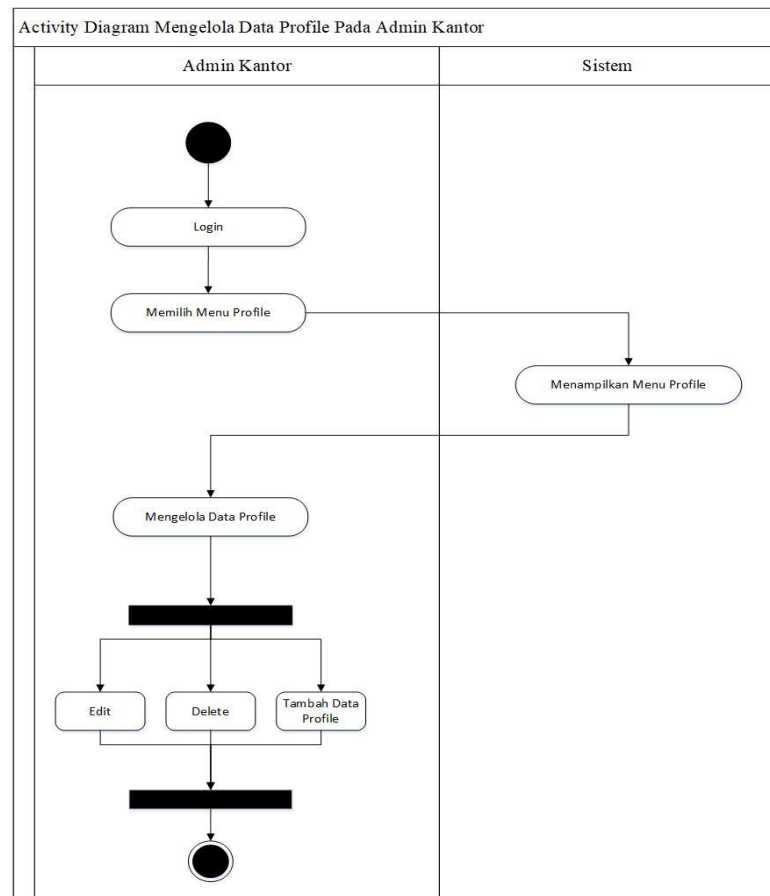 Activity Diagram Mengelola Data Profile Pada Admin Kantor
Admin Kantor
Sistem
Login
Memilih Menu Profile
Menampilkan Menu Profile
Mengelola Data Profile
Edit
Delete
Tambah Data
Profile